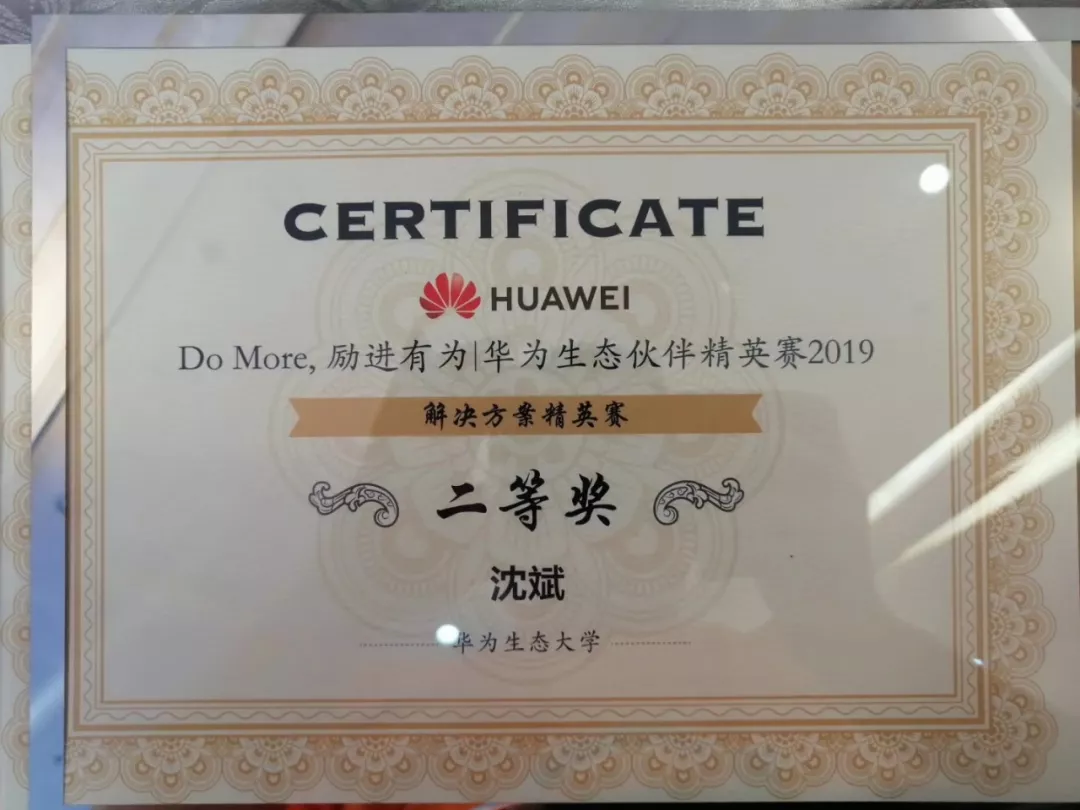 CERTIFICATE
HUAWEI
Do More, 励进有为|华为生态伙伴精英赛2019
解决方案精英赛
二等奖
沈斌
华为生态大学